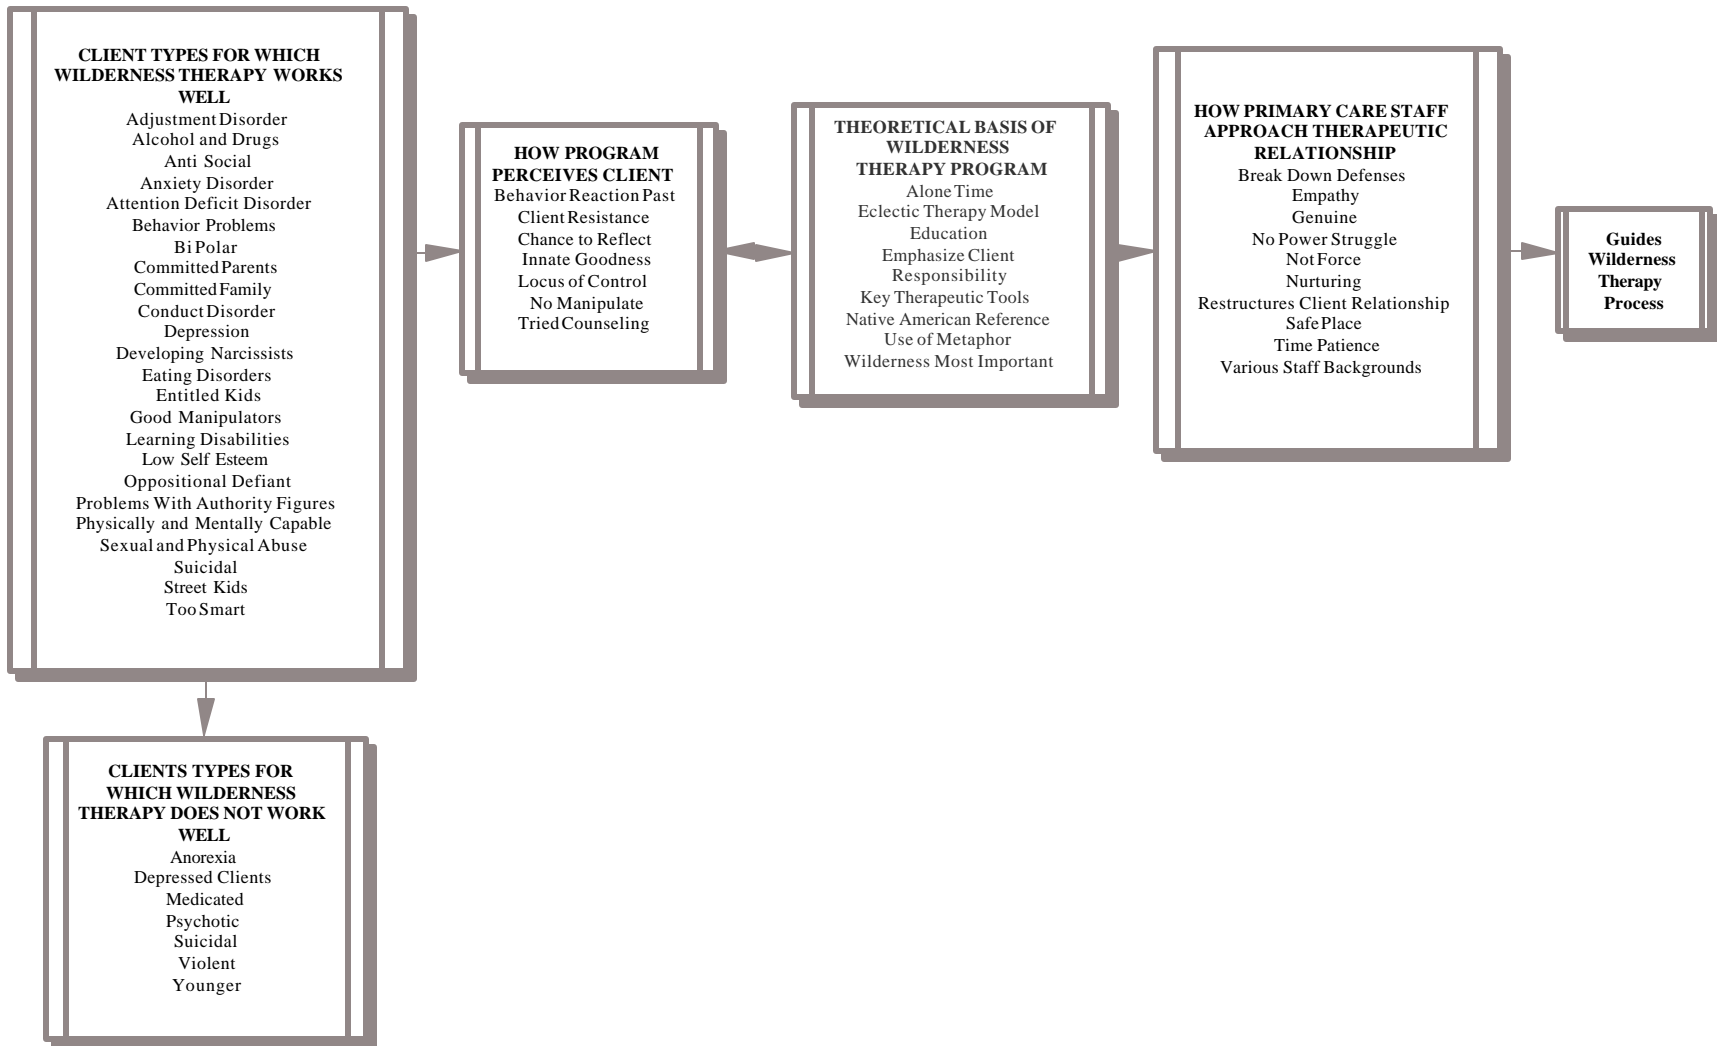 CLIENT TYPES FOR WHICH
WILDERNESS THERAPY WORKS
WELL
Adjustment Disorder
Alcohol and Drugs
Anti Social
Anxiety Disorder
Attention Deficit Disorder
Behavior Problems
Bi Polar
Committed Parents
Committed Family
Conduct Disorder
Depression
Developing Narcissists
Eating Disorders
Entitled Kids
Good Manipulators
Learning Disabilities
Low Self Esteem
Oppositional Defiant
Problems With Authority Figures
Physically and Mentally Capable
Sexual and Physical Abuse
Suicidal
Street Kids
Too Smart
CLIENTS TYPES FOR
WHICH WILDERNESS
THERAPY DOES NOT WORK
WELL
Anorexia
Depressed Clients
Medicated
Psychotic
Suicidal
Violent
Younger
HOW PROGRAM
PERCEIVES CLIENT
Behavior Reaction Past
Client Resistance
Chance to Reflect
Innate Goodness
Locus of Control
No Manipulate
Tried Counseling
THEORETICAL BASIS OF
WILDERNESS
THERAPY PROGRAM
Alone Time
Eclectic Therapy Model
Education
Emphasize Client
Responsibility
Key Therapeutic Tools
Native American Reference
Use of Metaphor
Wilderness Most Important
HOW PRIMARY CARE STAFF
APPROACH THERAPEUTIC
RELATIONSHIP
Break Down Defenses
Empathy
Genuine
No Power Struggle
Not Force
Nurturing
Restructures Client Relationship
Safe Place
Time Patience
Various Staff Backgrounds
Guides
Wilderness
Therapy
Process